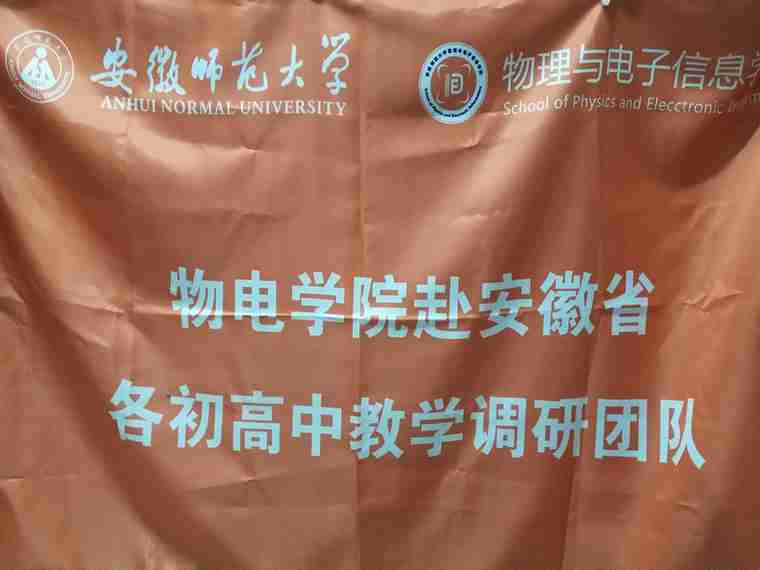 安徽师范大学
ANHUI NORMAL UNIVERSITY
物理与电子信息学
School of Physics and Elecctronic
物电学院赴安徽省
各初高中教学调研团队